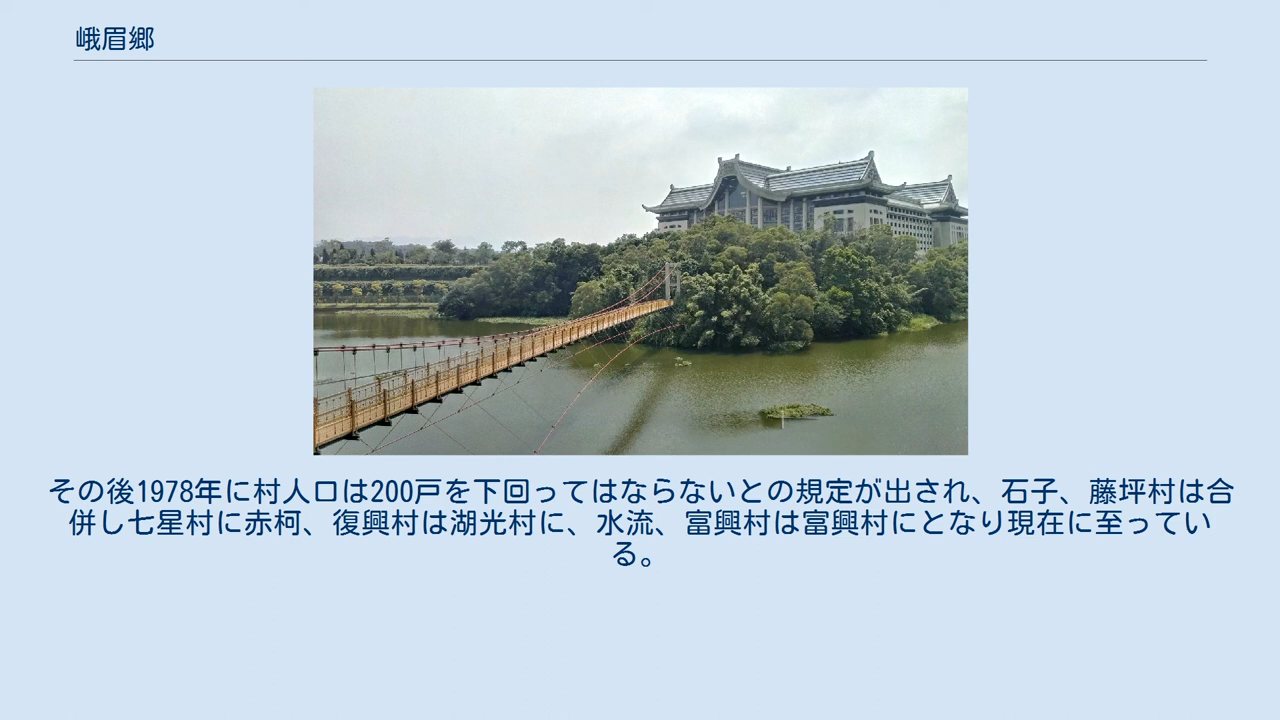 峨眉郷
その後1978年に村人口は200戸を下回ってはならないとの規定が出され、石子、藤坪村は合
併し七星村に赤柯、復興村は湖光村に、水流、富興村は富興村にとなり現在に至ってい
る。